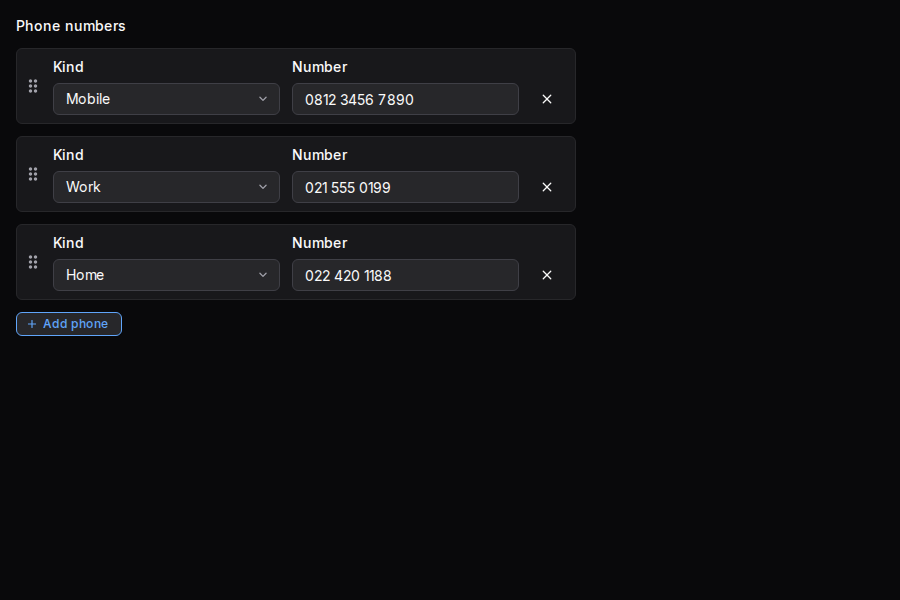 Phone numbers
Kind Number
Mobile 0812 3456 7890
Kind Number
Work 021 555 0199
Kind Number
Home 022 420 1188
Add phone